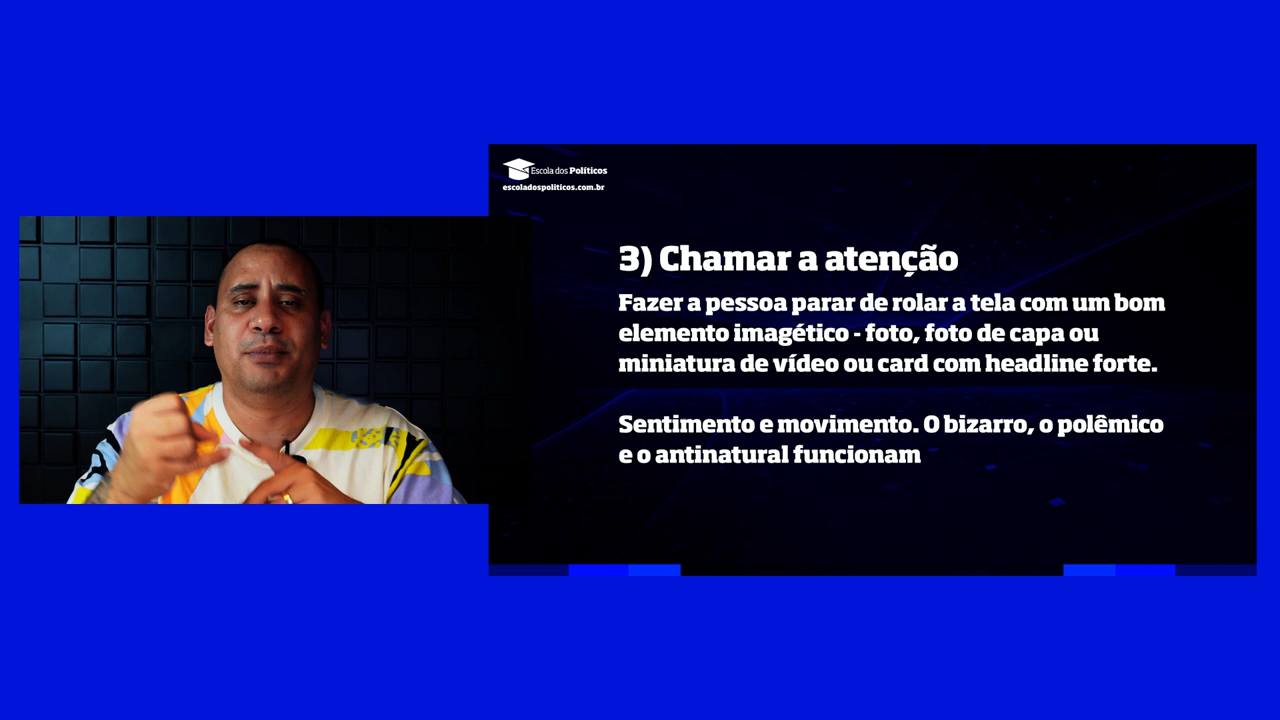 Escola dos Políticos
escoladospoliticos.com.br
3) Chamar a atenção
Fazer a pessoa parar de rolar a tela com um bom
elemento imagético - foto, foto de capa ou
miniatura de vídeo ou card com headline forte.
Sentimento e movimento. O bizarro, o polêmico
e o antinatural funcionam